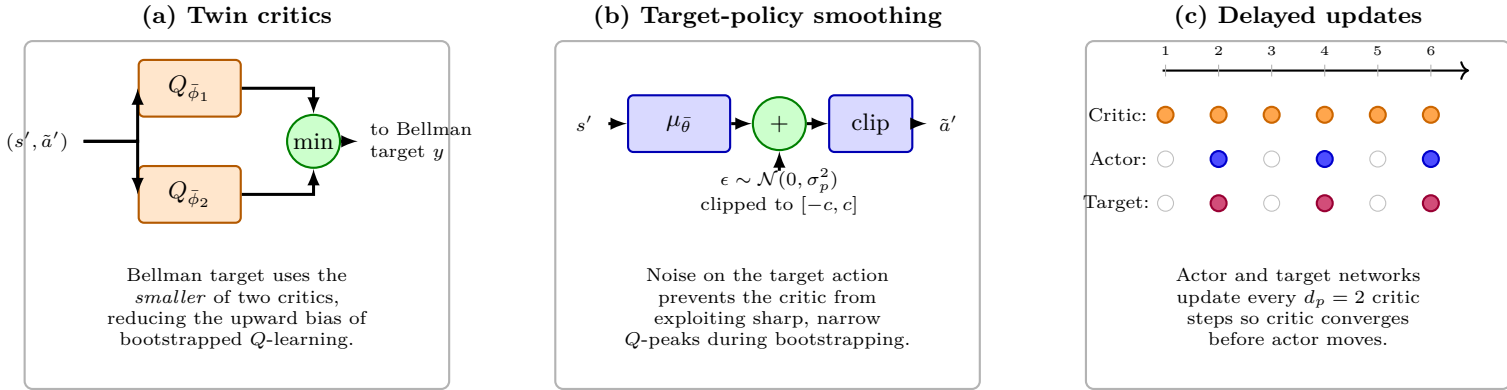 (a) Twin critics
(s′, ã′)
Q_{ϕ̄₁}
Q_{ϕ̄₂}
min
to Bellman
target y
Bellman target uses the
smaller of two critics,
reducing the upward bias of
bootstrapped Q-learning.
(b) Target-policy smoothing
s′
μ_{θ̄}
+
clip
ã′
ϵ ∼ 𝒩(0, σ_p²)
clipped to [−c, c]
Noise on the target action
prevents the critic from
exploiting sharp, narrow
Q-peaks during bootstrapping.
(c) Delayed updates
1 2 3 4 5 6
Critic:
Actor:
Target:
Actor and target networks
update every d_p = 2 critic
steps so critic converges
before actor moves.